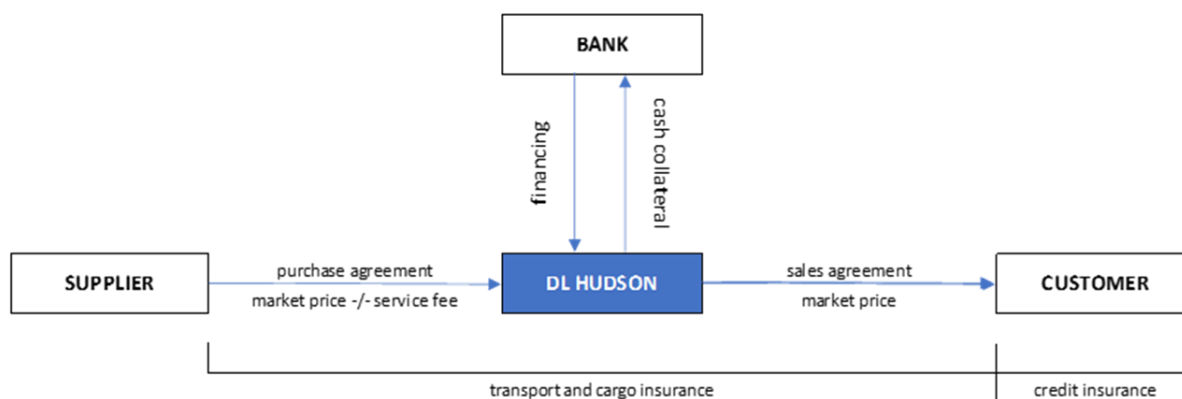 BANK
financing
cash collateral
SUPPLIER
purchase agreement
market price -/- service fee
DL HUDSON
sales agreement
market price
CUSTOMER
transport and cargo insurance
credit insurance